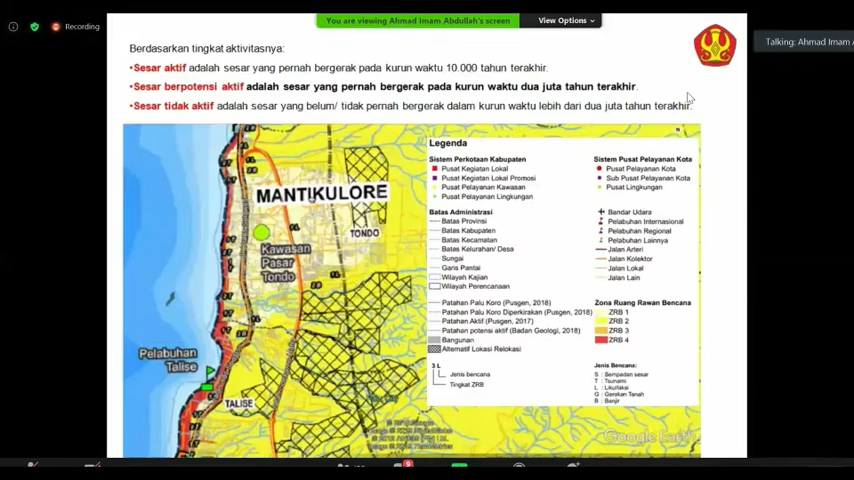 Recording
You are viewing Ahmad Imam Abdullah's screen
View Options
Talking: Ahmad Imam A
Berdasarkan tingkat aktivitasnya:
•Sesar aktif adalah sesar yang pernah bergerak pada kurun waktu 10.000 tahun terakhir.
•Sesar berpotensi aktif adalah sesar yang pernah bergerak pada kurun waktu dua juta tahun terakhir.
•Sesar tidak aktif adalah sesar yang belum/ tidak pernah bergerak dalam kurun waktu lebih dari dua juta tahun terakhir.
MANTIKULORE
TONDO
Kawasan
Pasar
Tondo
Pelabuhan
Talise
TALISE
Legenda
Sistem Perkotaan Kabupaten
Pusat Kegiatan Lokal
Pusat Kegiatan Lokal Promosi
Pusat Pelayanan Kawasan
Pusat Pelayanan Lingkungan
Batas Administrasi
Batas Provinsi
Batas Kabupaten
Batas Kecamatan
Batas Kelurahan/ Desa
Sungai
Garis Pantai
Wilayah Kajian
Wilayah Perencanaan
Patahan Palu Koro (Pusgen, 2018)
Patahan Palu Koro Diperkirakan (Pusgen, 2018)
Patahan Aktif (Pusgen, 2017)
Patahan potensi aktif (Badan Geologi, 2018)
Bangunan
Alternatif Lokasi Relokasi
3 L
Jenis bencana
Tingkat ZRB
Sistem Pusat Pelayanan Kota
Pusat Pelayanan Kota
Sub Pusat Pelayanan Kota
Pusat Lingkungan
Bandar Udara
Pelabuhan Internasional
Pelabuhan Regional
Pelabuhan Lainnya
Jalan Arteri
Jalan Kolektor
Jalan Lokal
Jalan Lain
Zona Ruang Rawan Bencana
ZRB 1
ZRB 2
ZRB 3
ZRB 4
Jenis Bencana:
S : Sempadan sesar
T : Tsunami
L : Likuifaksi
G : Gerakan Tanah
B : Banjir
Google Earth